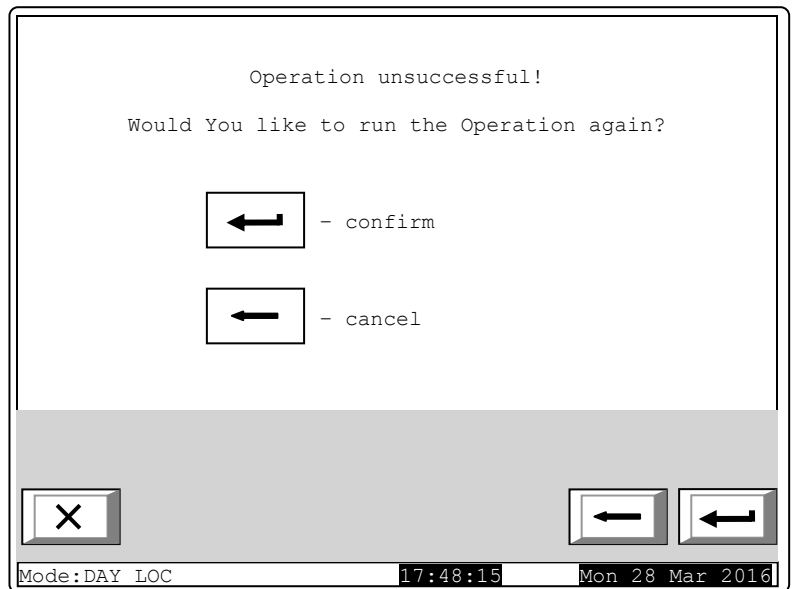 Operation unsuccessful!
Would You like to run the Operation again?
- confirm
- cancel
Mode:DAY LOC 17:48:15 Mon 28 Mar 2016